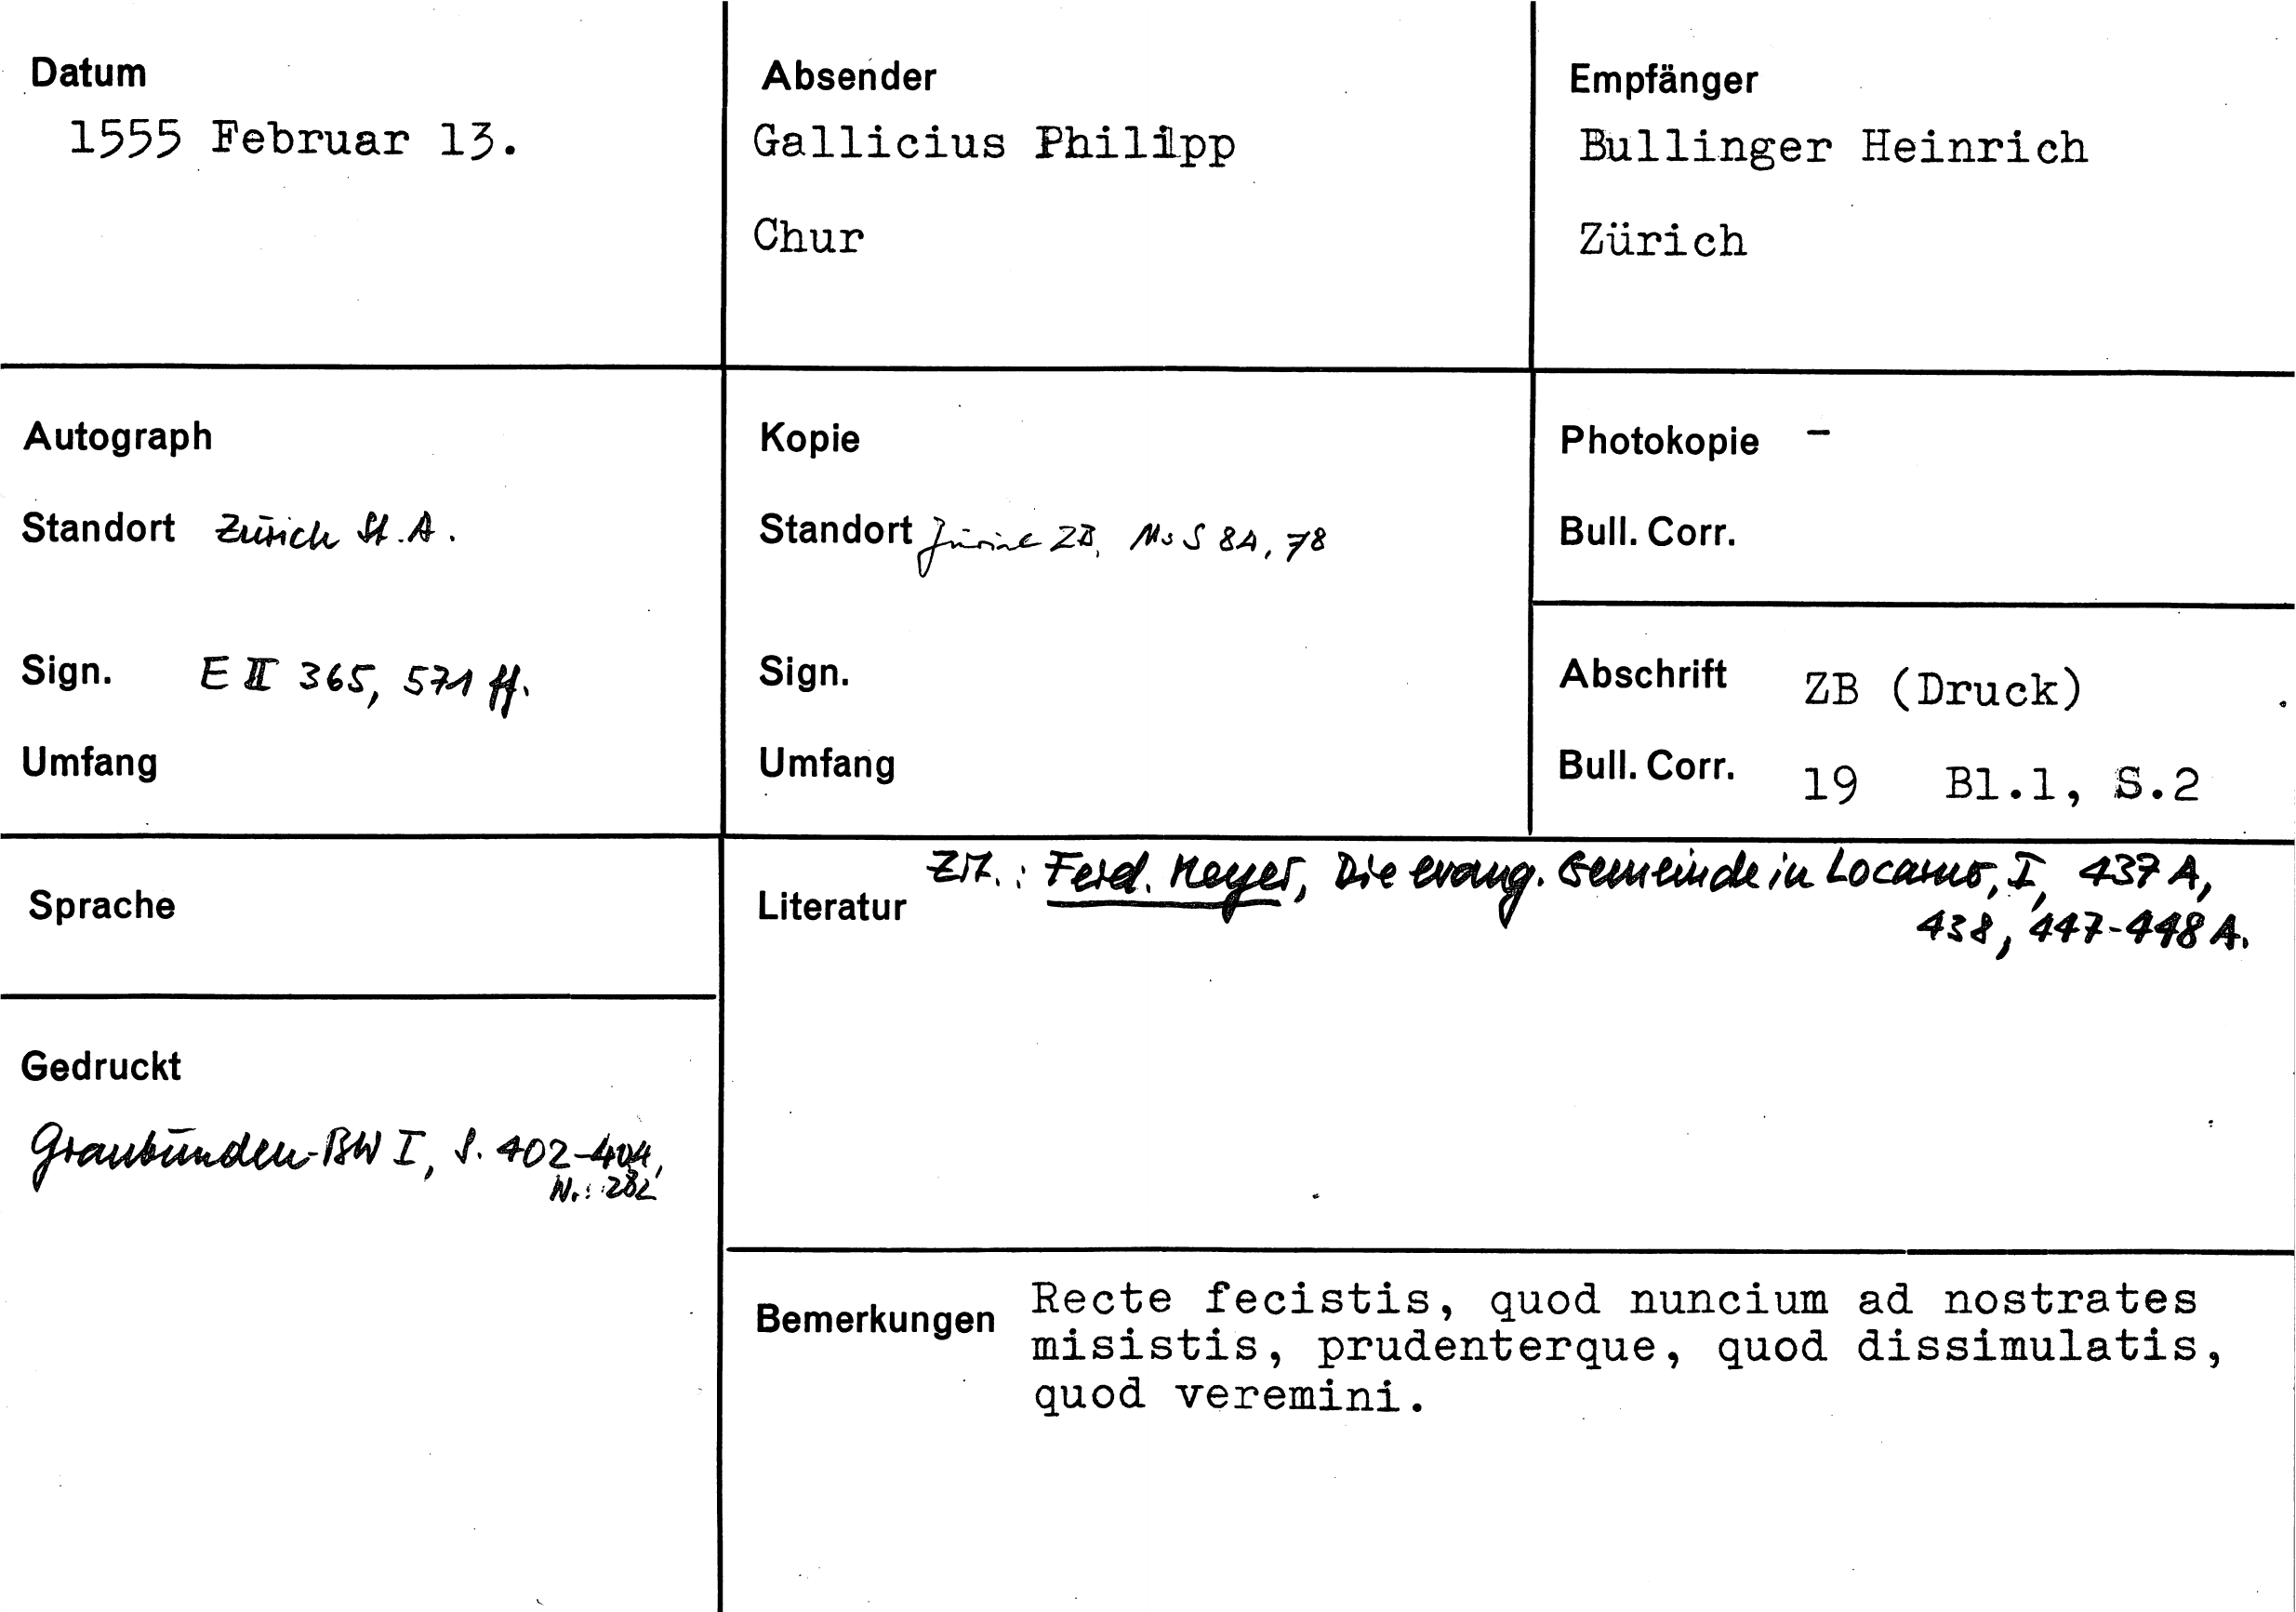 Datum
1555 Februar 13.
Absender
Gallicius Philipp
Chur
Empfänger
Bullinger Heinrich
Zürich
Autograph
Standort Zürich St.A.
Sign. E II 365, 571 ff.
Umfang
Kopie
Standort Zürich ZB, Ms S 84, 78
Sign.
Umfang
Photokopie -
Bull. Corr.
Abschrift ZB (Druck)
Bull. Corr. 19 Bl.1, S.2
Sprache
Gedruckt
Graubünden-BW I, S. 402-404,
Nr.: 282
Literatur Zit.: Ferd. Meyer, Die evang. Gemeinde in Locarno, I, 437 A,
438, 447-448 A.
Bemerkungen Recte fecistis, quod nuncium ad nostrates
misistis, prudenterque, quod dissimulatis,
quod veremini.